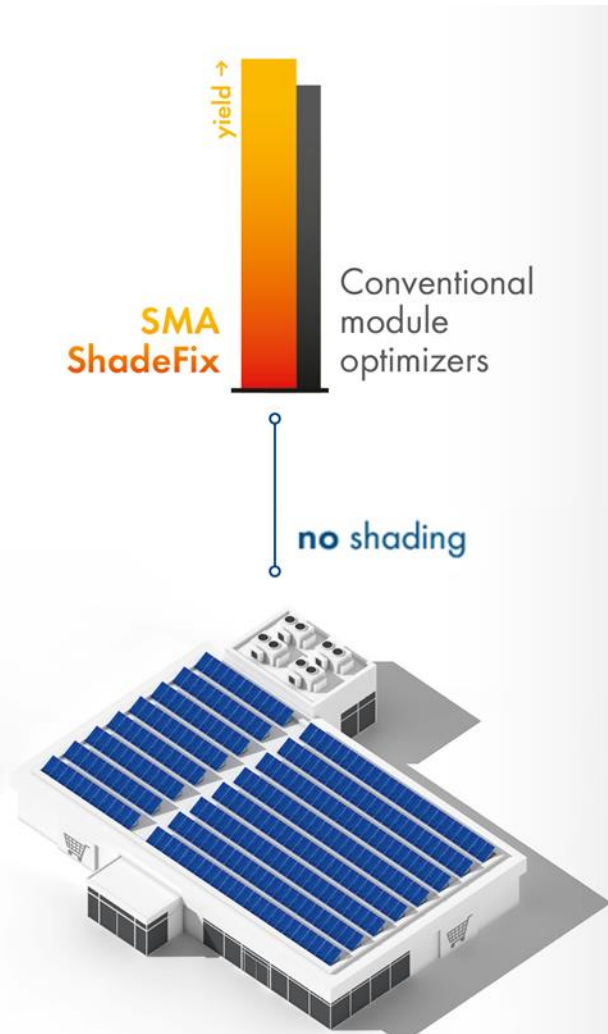 yield →
SMA
ShadeFix
Conventional
module
optimizers
no shading